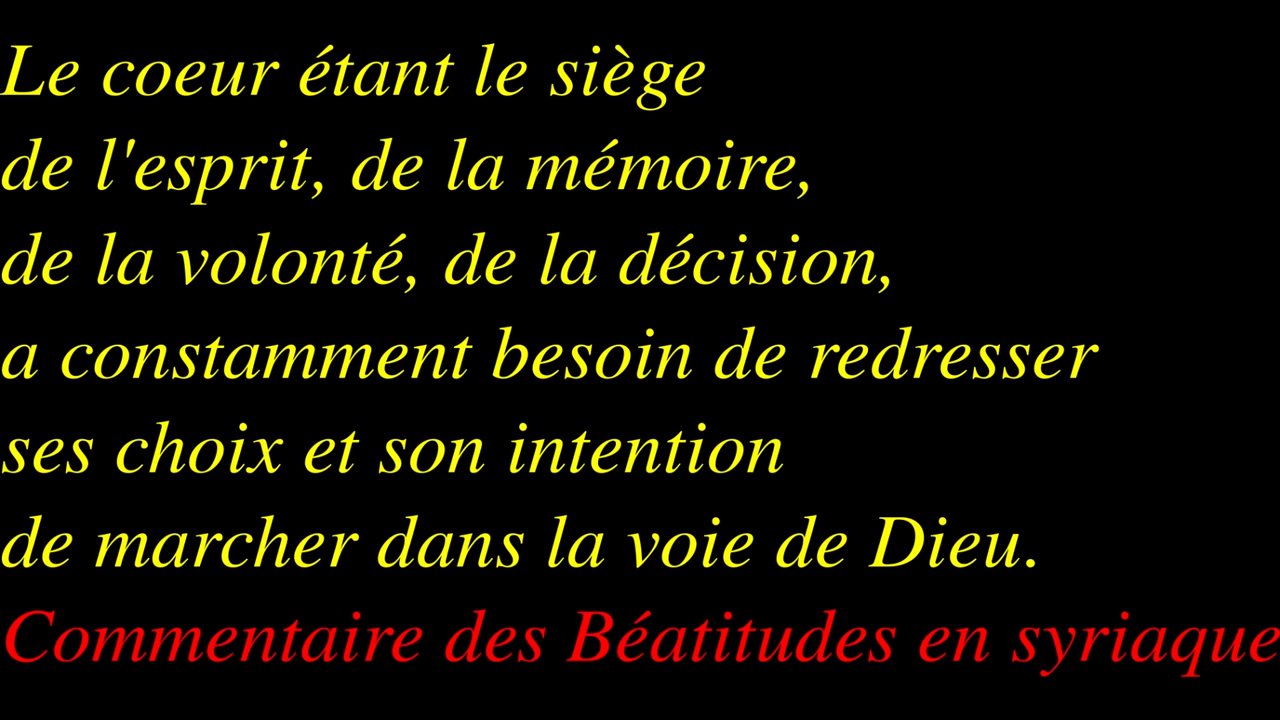 Le coeur étant le siège
de l'esprit, de la mémoire,
de la volonté, de la décision,
a constamment besoin de redresser
ses choix et son intention
de marcher dans la voie de Dieu.
Commentaire des Béatitudes en syriaque